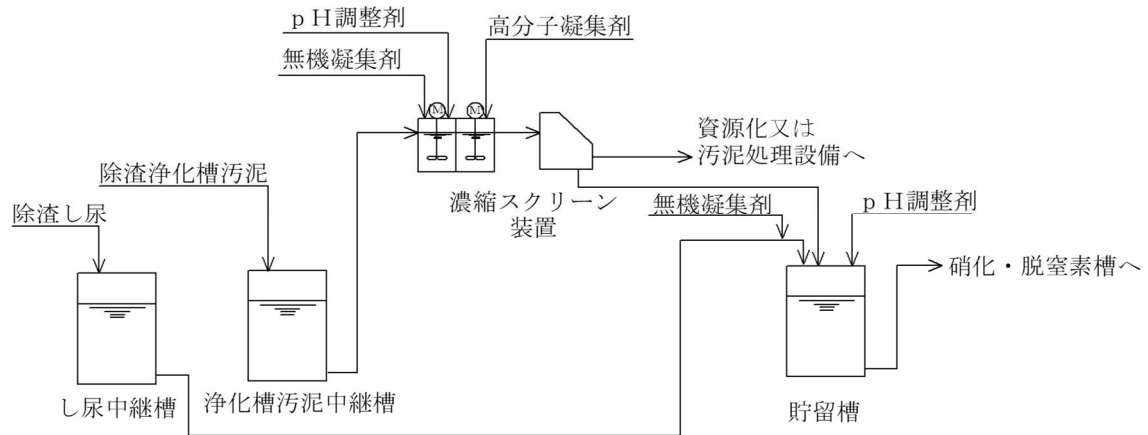 pH調整剤
高分子凝集剤
無機凝集剤
M
M
資源化又は
汚泥処理設備へ
除渣浄化槽汚泥
濃縮スクリーン
装置
無機凝集剤
pH調整剤
除渣し尿
硝化・脱窒素槽へ
し尿中継槽
浄化槽汚泥中継槽
貯留槽